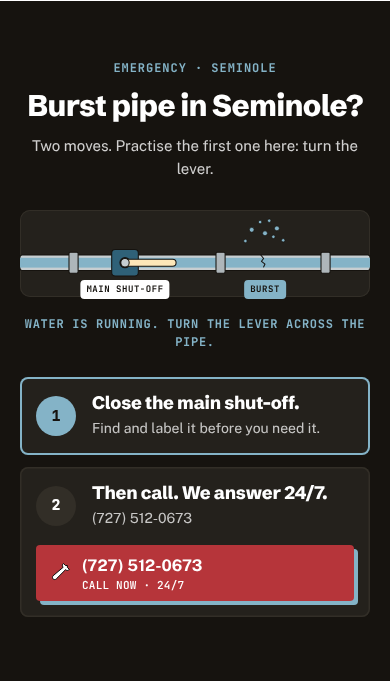 EMERGENCY · SEMINOLE
Burst pipe in Seminole?
Two moves. Practise the first one here: turn the
lever.
MAIN SHUT-OFF
BURST
WATER IS RUNNING. TURN THE LEVER ACROSS THE
PIPE.
1
Close the main shut-off.
Find and label it before you need it.
2
Then call. We answer 24/7.
(727) 512-0673
(727) 512-0673
CALL NOW · 24/7